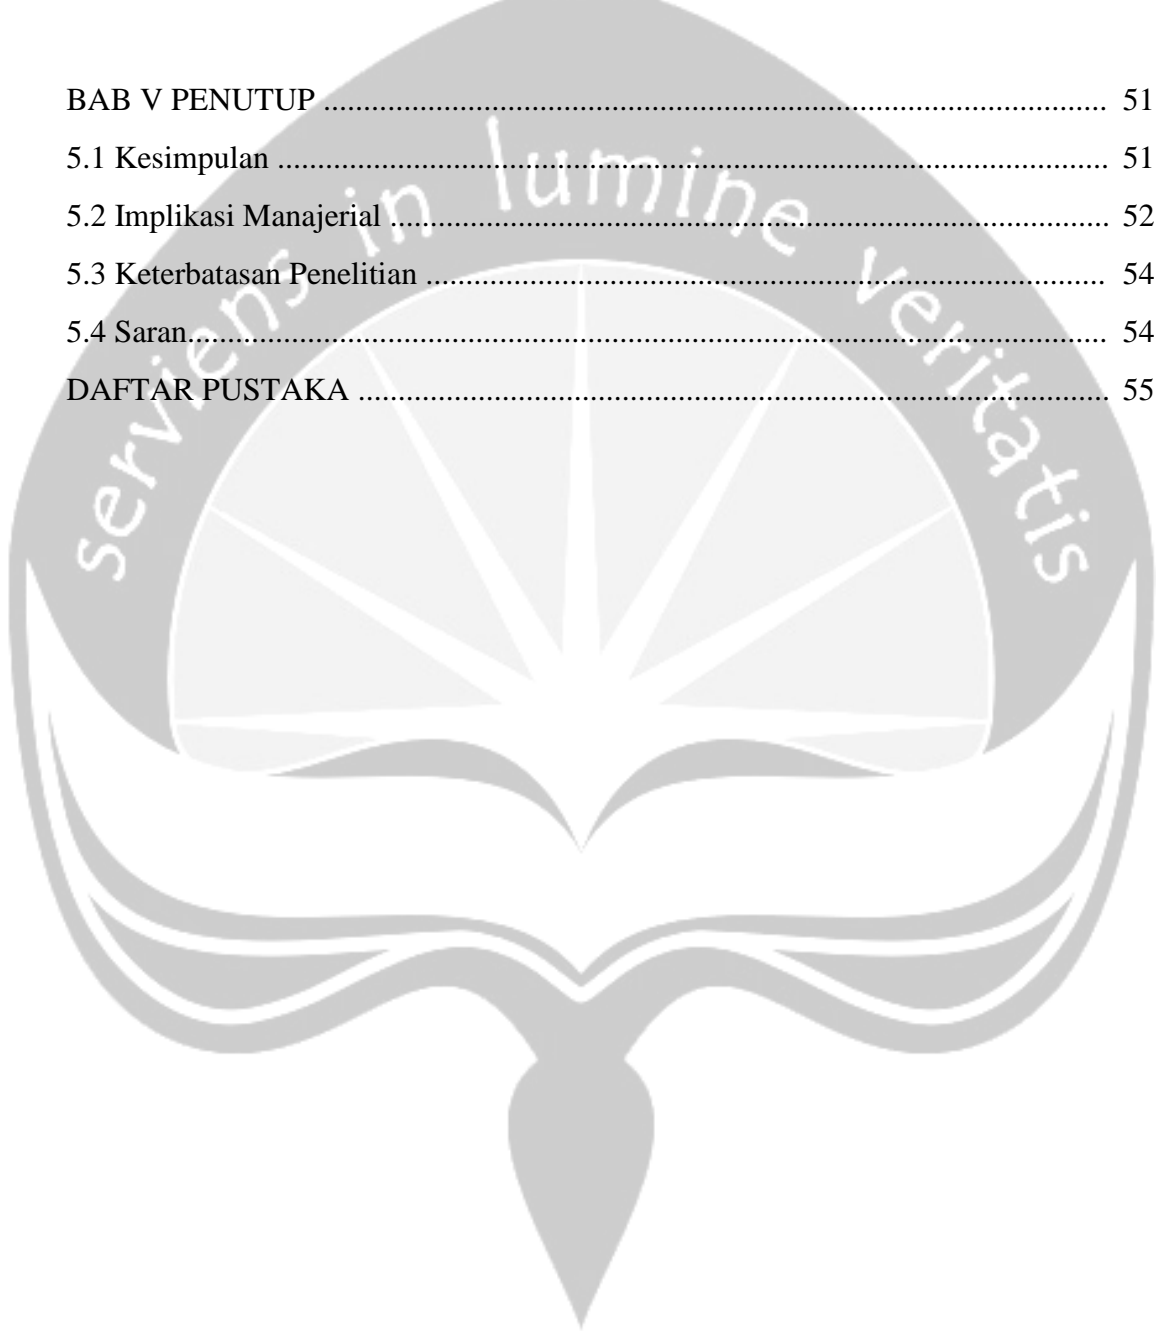 BAB V PENUTUP ........................................................................................... 51
5.1 Kesimpulan ................................................................................................ 51
5.2 Implikasi Manajerial ................................................................................... 52
5.3 Keterbatasan Penelitian .............................................................................. 54
5.4 Saran........................................................................................................... 54
DAFTAR PUSTAKA ....................................................................................... 55
serviens in lumine veritatis